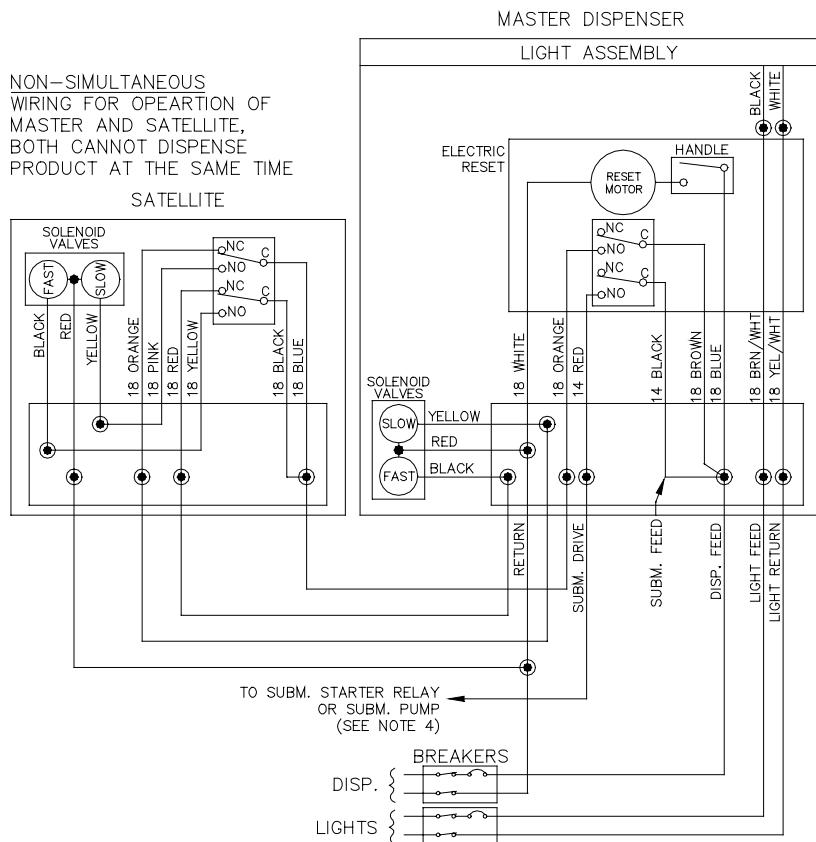 MASTER DISPENSER
LIGHT ASSEMBLY
NON-SIMULTANEOUS
WIRING FOR OPEARTION OF
MASTER AND SATELLITE,
BOTH CANNOT DISPENSE
PRODUCT AT THE SAME TIME
BLACK
WHITE
ELECTRIC
RESET
HANDLE
RESET
MOTOR
NC
C
NO
NC
C
NO
SATELLITE
SOLENOID
VALVES
FAST
SLOW
NC
C
NO
NC
C
NO
BLACK
RED
YELLOW
18 ORANGE
18 PINK
18 RED
18 YELLOW
18 BLACK
18 BLUE
18 WHITE
18 ORANGE
14 RED
14 BLACK
18 BROWN
18 BLUE
18 BRN/WHT
18 YEL/WHT
SOLENOID
VALVES
SLOW
YELLOW
RED
FAST
BLACK
RETURN
SUBM. DRIVE
SUBM. FEED
DISP. FEED
LIGHT FEED
LIGHT RETURN
TO SUBM. STARTER RELAY
OR SUBM. PUMP
(SEE NOTE 4)
BREAKERS
DISP.
LIGHTS